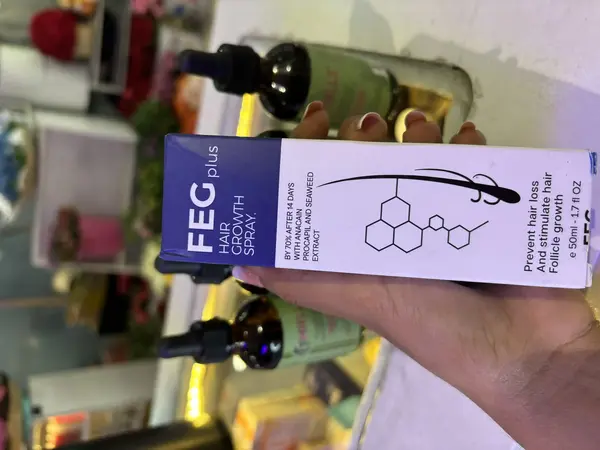 FEG plus
HAIR
GROWTH
SPRAY.
BY 70% AFTER 14 DAYS
WITH ANACAIN
PROCAPIL AND SEAWEED
EXTRACT
Prevent hair loss
And stimulate hair
Follicle growth
e 50ml - 1.7 fl OZ
FEG